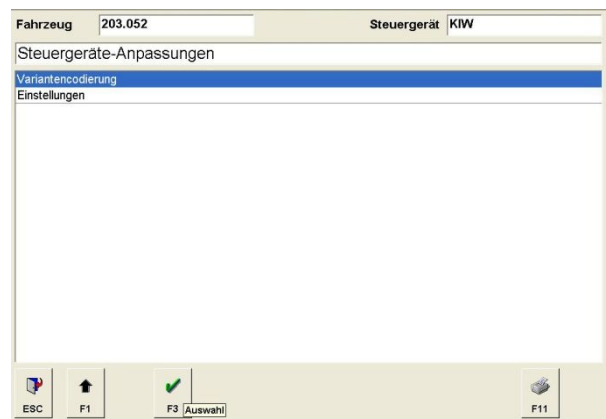 Fahrzeug 203.052 Steuergerät KIW
Steuergeräte-Anpassungen
Variantencodierung
Einstellungen
ESC F1 F3 Auswahl F11